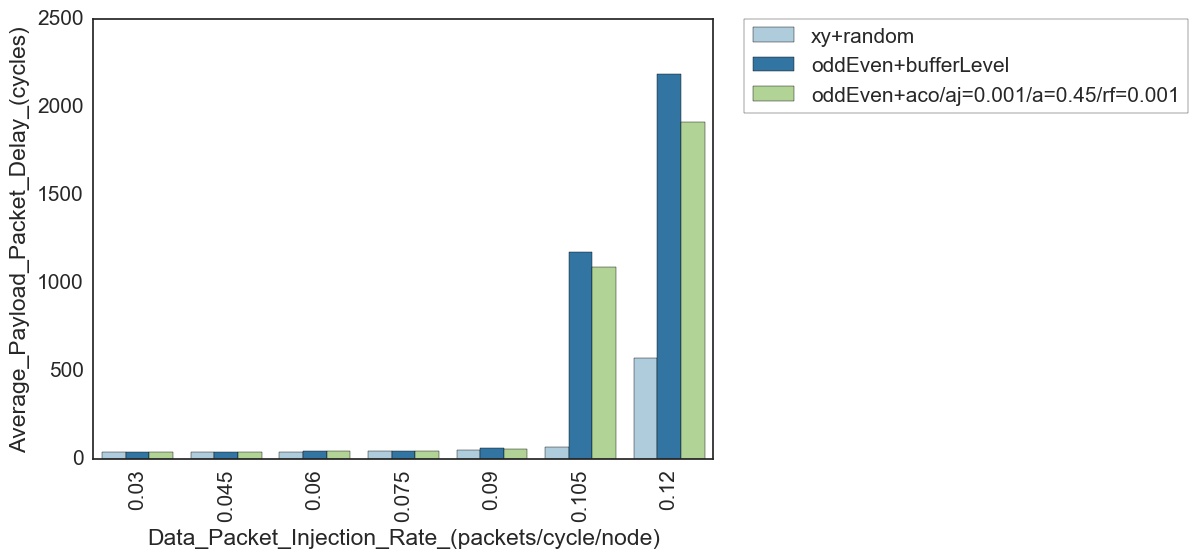 2500
2000
1500
1000
500
0
Average_Payload_Packet_Delay_(cycles)
0.03
0.045
0.06
0.075
0.09
0.105
0.12
Data_Packet_Injection_Rate_(packets/cycle/node)
xy+random
oddEven+bufferLevel
oddEven+aco/aj=0.001/a=0.45/rf=0.001